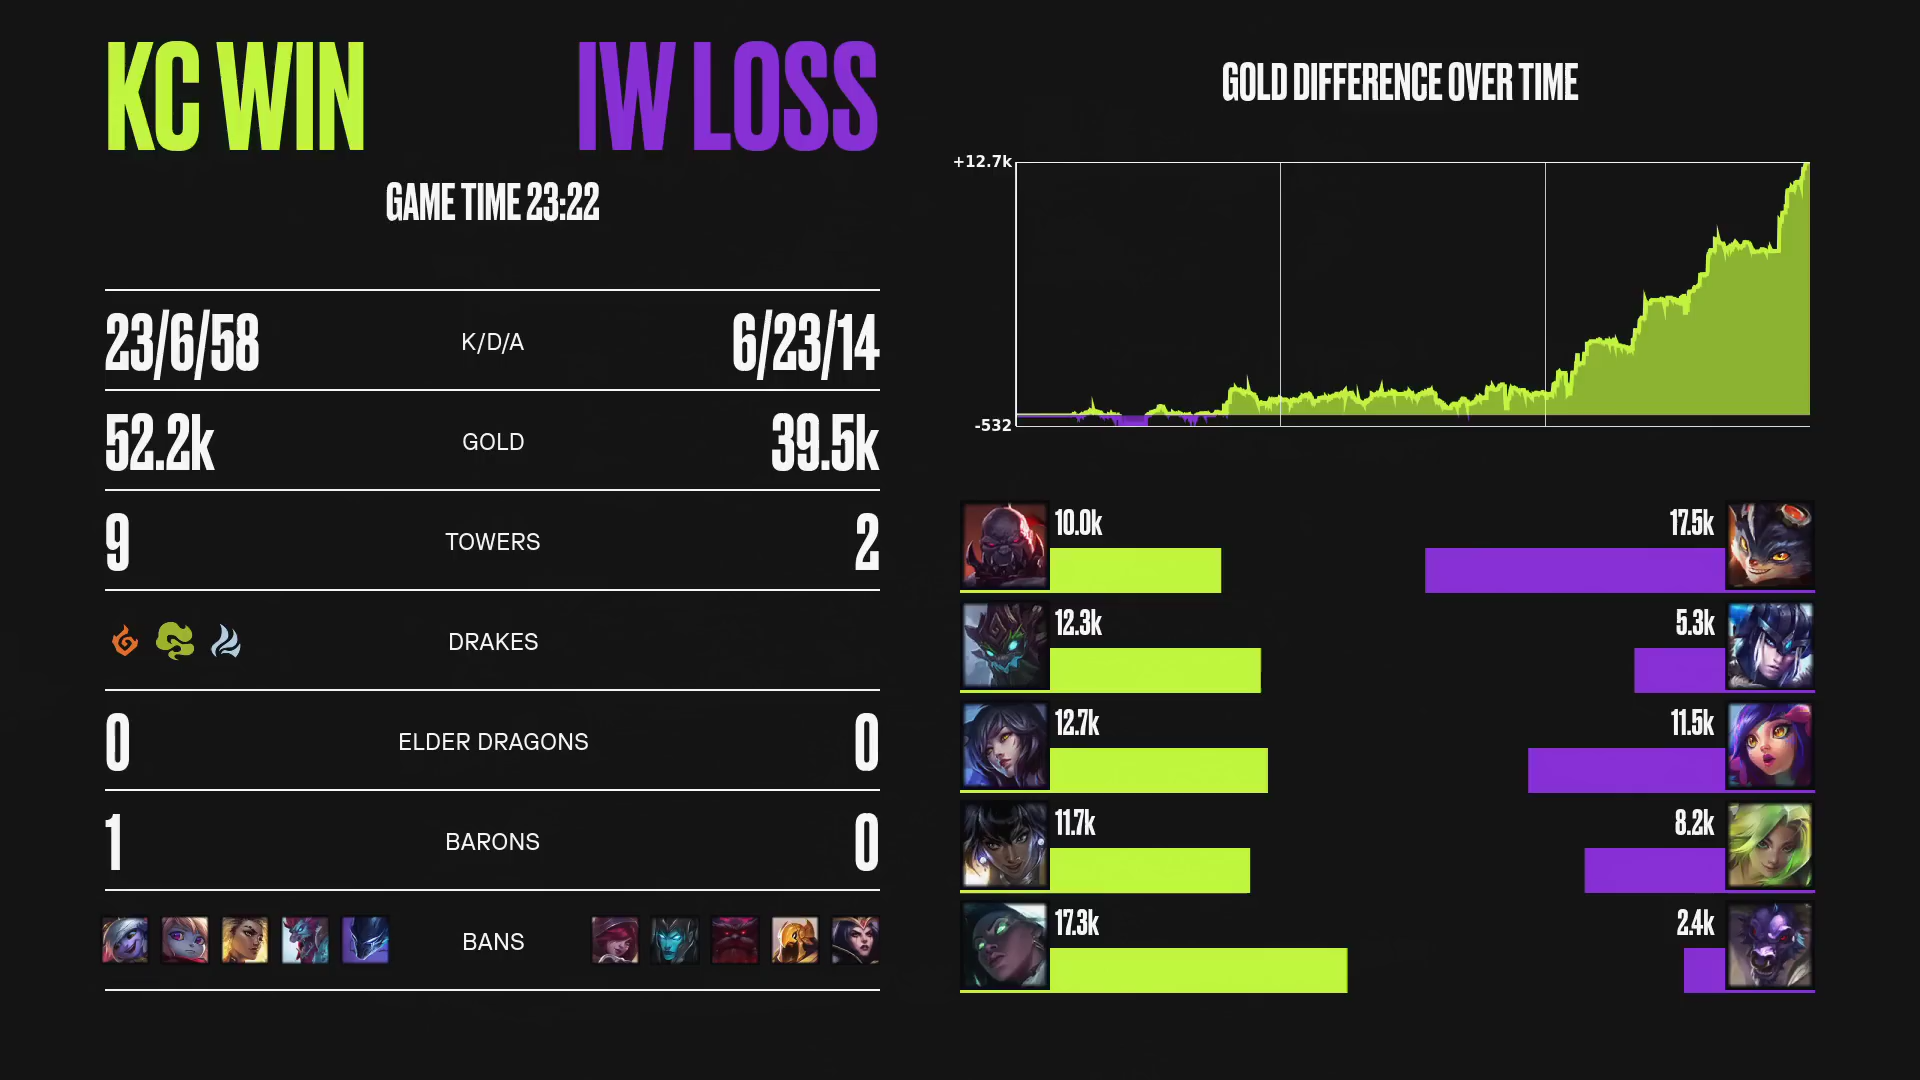 KC WIN
IW LOSS
GAME TIME 23:22
23/6/58 K/D/A 6/23/14
52.2k GOLD 39.5k
9 TOWERS 2
DRAKES
0 ELDER DRAGONS 0
1 BARONS 0
BANS
GOLD DIFFERENCE OVER TIME
+12.7k
-532
10.0k 17.5k
12.3k 5.3k
12.7k 11.5k
11.7k 8.2k
17.3k 2.4k